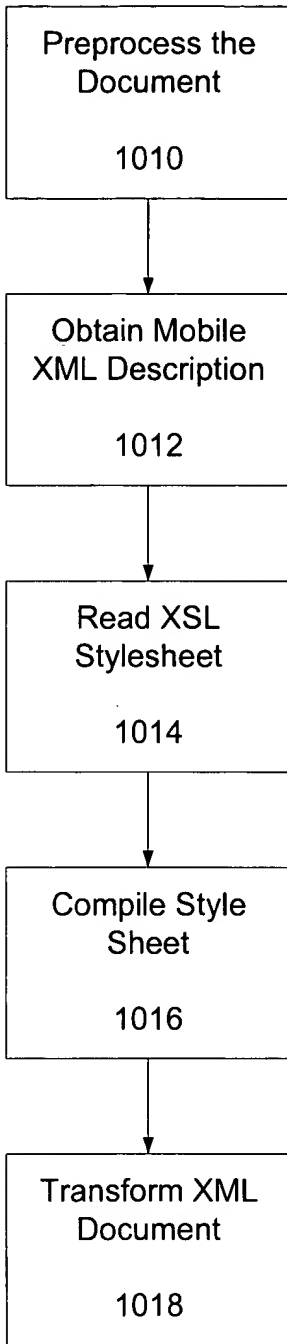 Preprocess the
Document
1010
Obtain Mobile
XML Description
1012
Read XSL
Stylesheet
1014
Compile Style
Sheet
1016
Transform XML
Document
1018